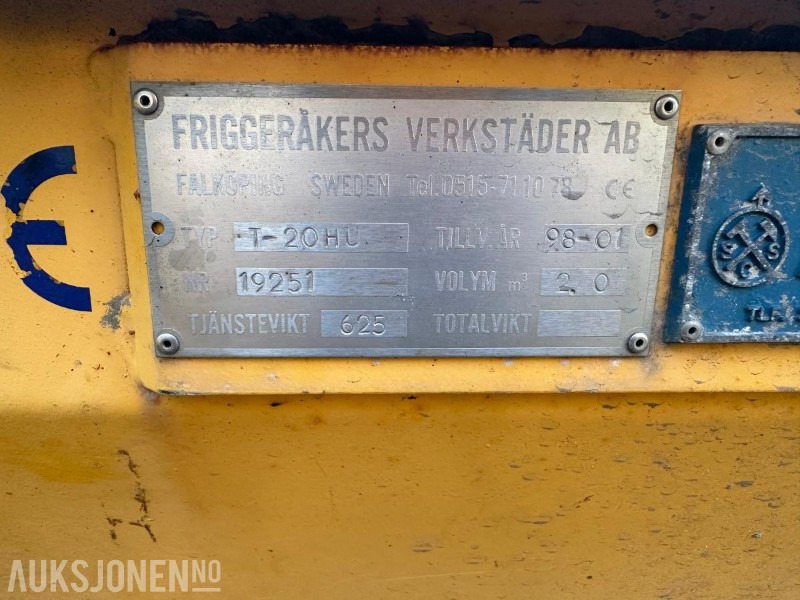 FRIGGERÅKERS VERKSTÄDER AB
FALKÖPING SWEDEN Tel.0515-711078 CE
TYP T-20HU TILLV.ÅR 98-01
NR 19251 VOLYM m³ 2,0
TJÄNSTEVIKT 625 TOTALVIKT
CE
AUKSJONEN NO